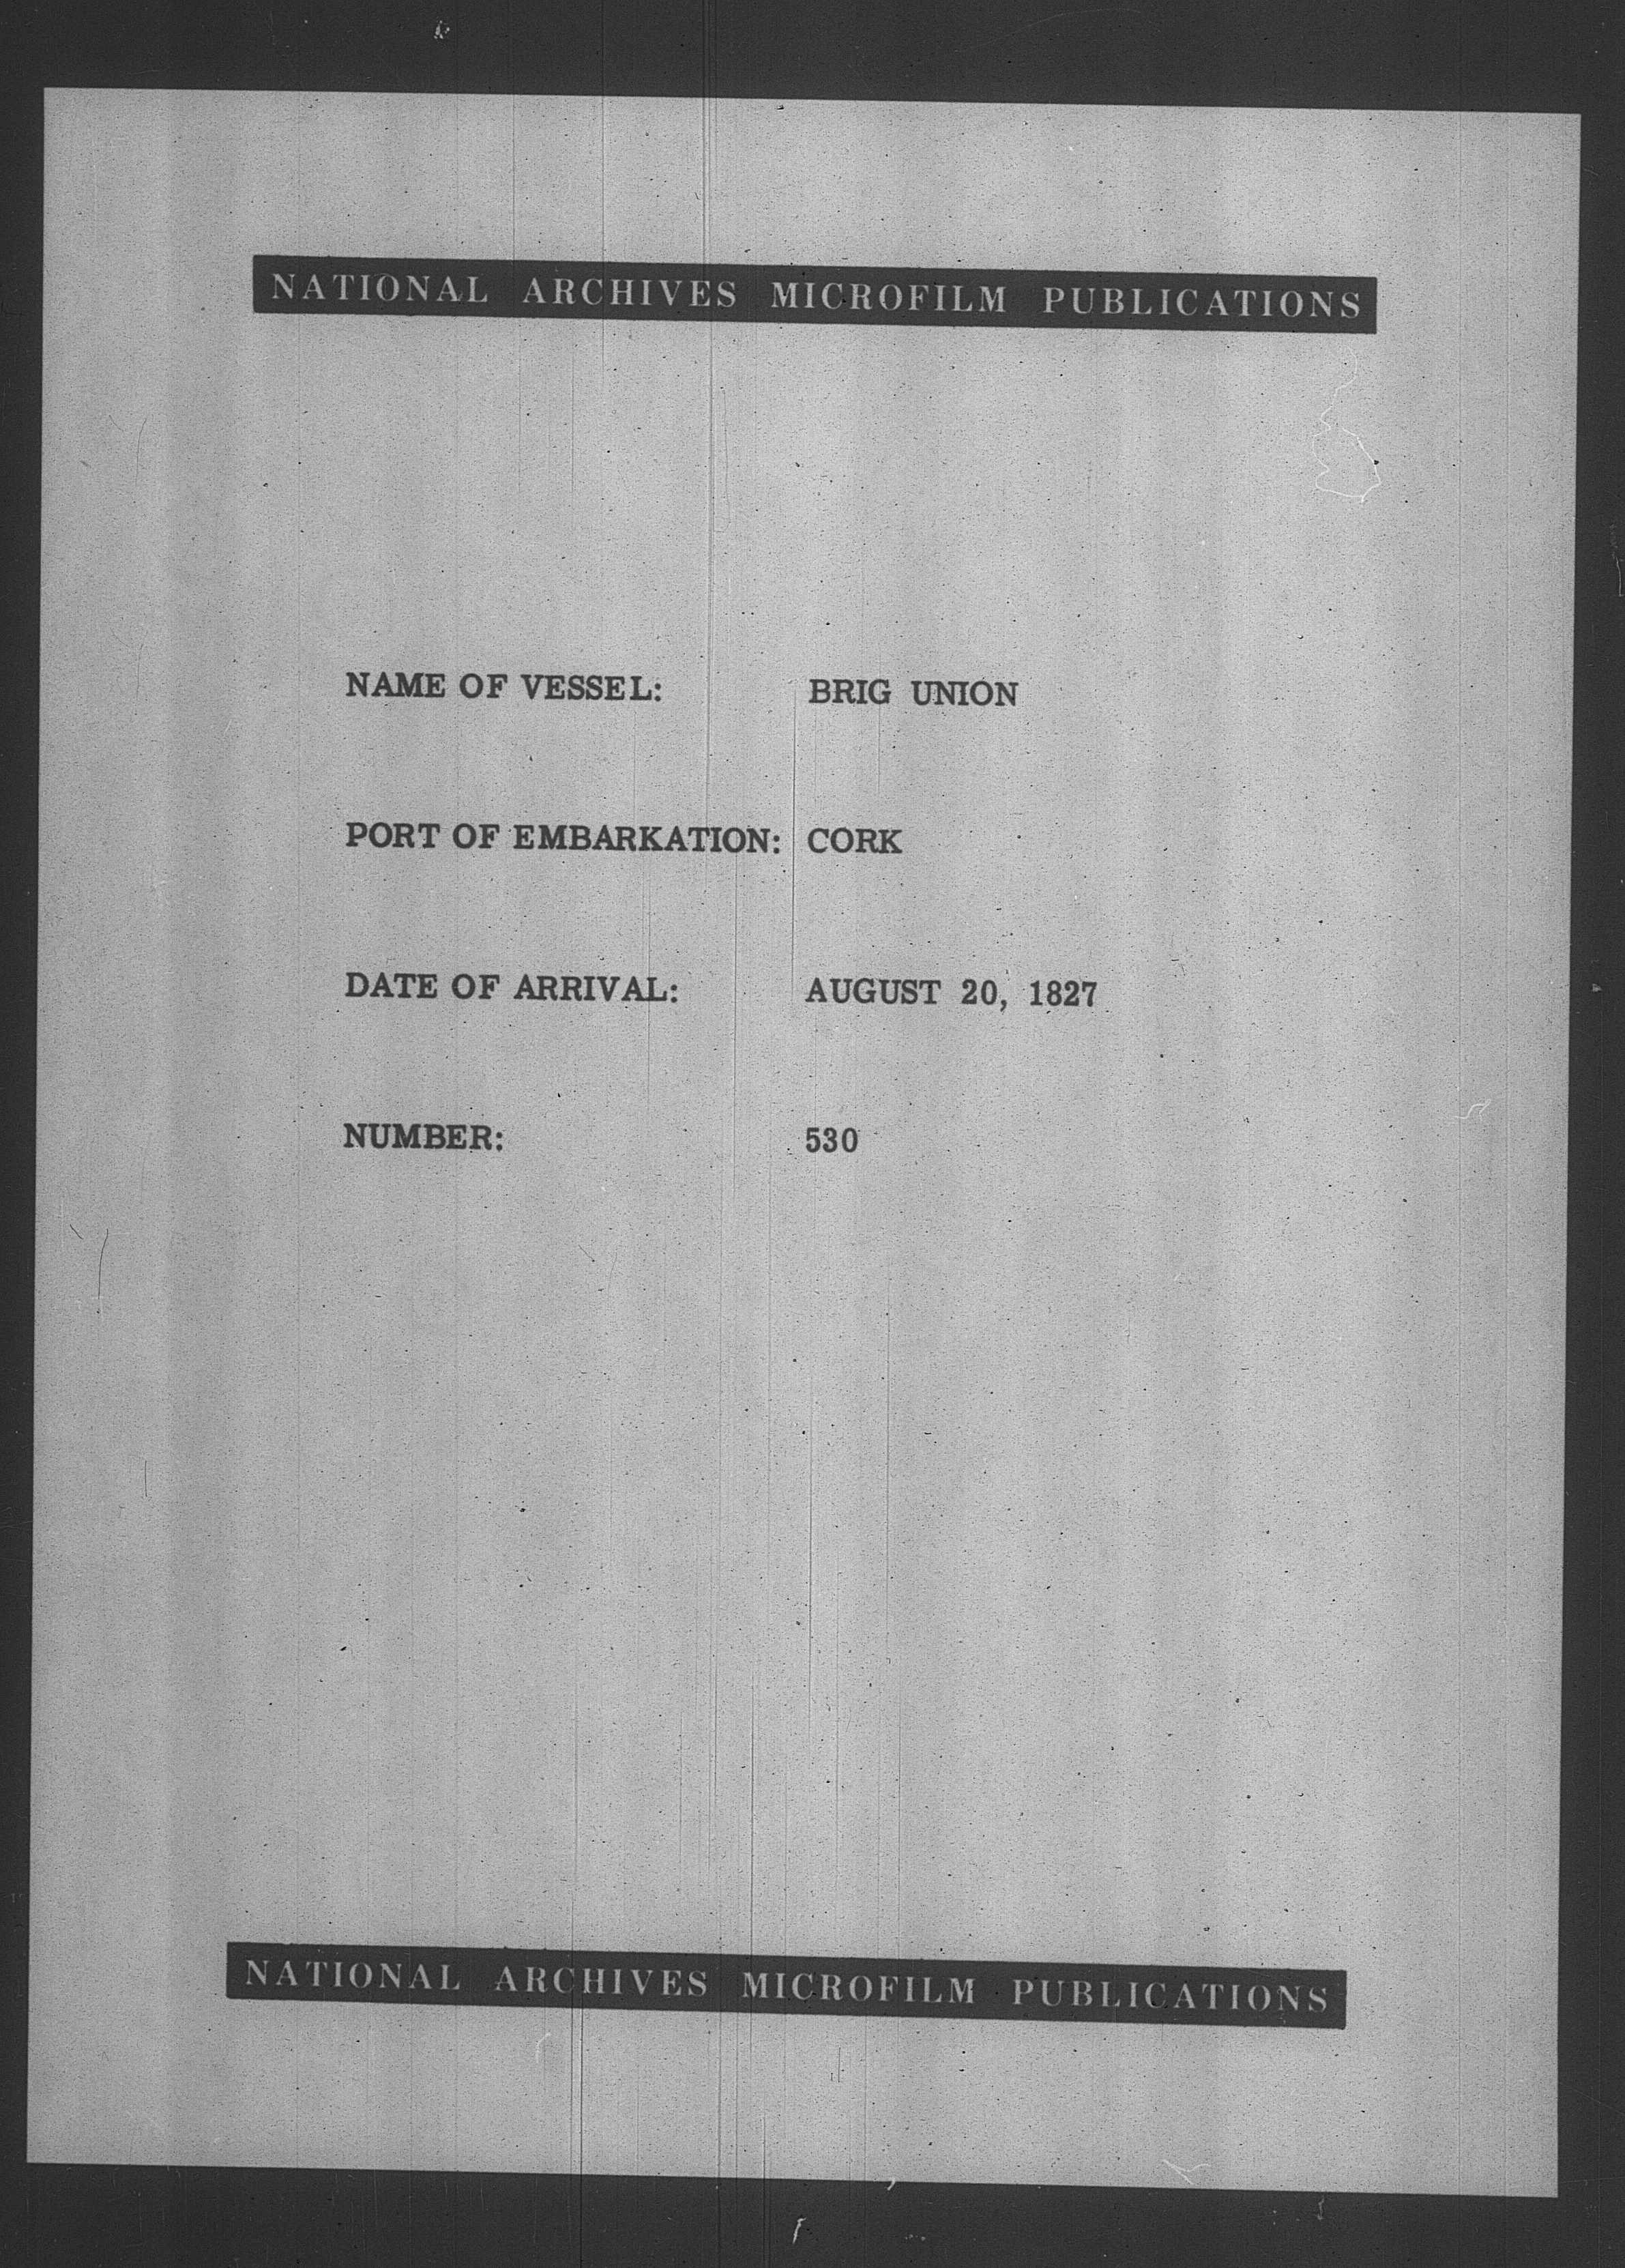 NATIONAL ARCHIVES MICROFILM PUBLICATIONS
NAME OF VESSEL: BRIG UNION
PORT OF EMBARKATION: CORK
DATE OF ARRIVAL: AUGUST 20, 1827
NUMBER: 530
NATIONAL ARCHIVES MICROFILM PUBLICATIONS